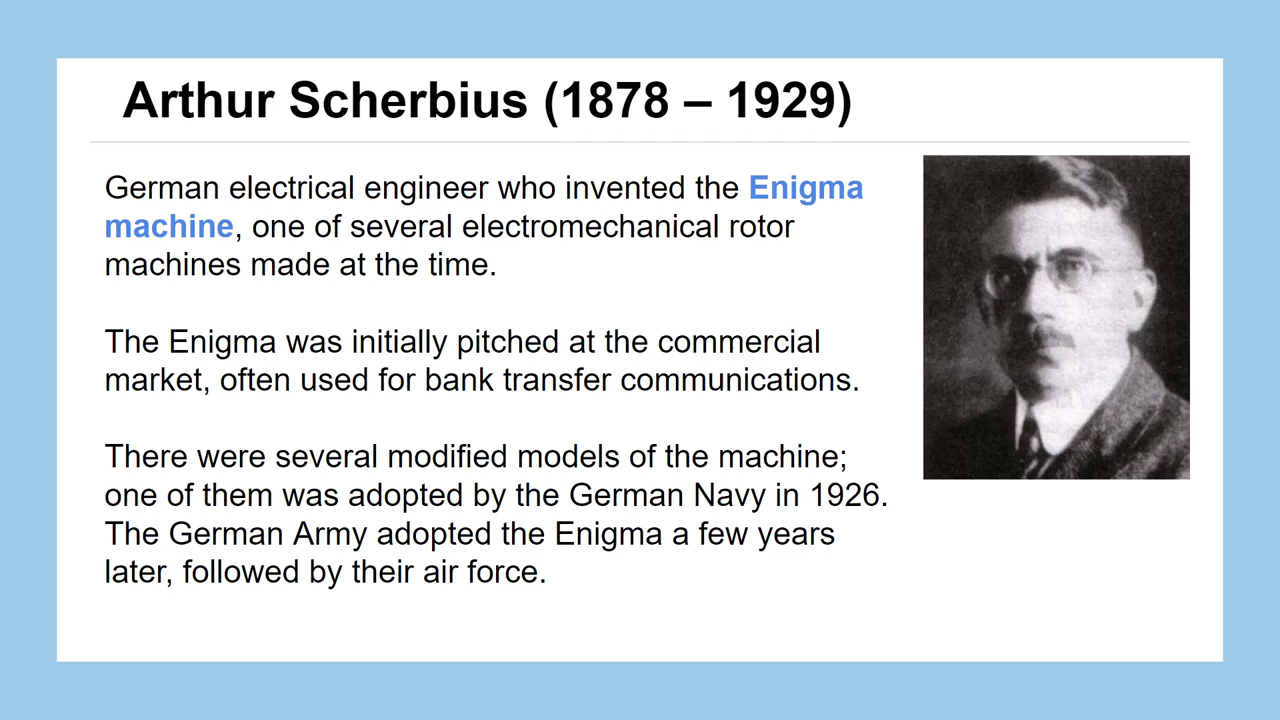 Arthur Scherbius (1878 – 1929)
German electrical engineer who invented the Enigma
machine, one of several electromechanical rotor
machines made at the time.
The Enigma was initially pitched at the commercial
market, often used for bank transfer communications.
There were several modified models of the machine;
one of them was adopted by the German Navy in 1926.
The German Army adopted the Enigma a few years
later, followed by their air force.